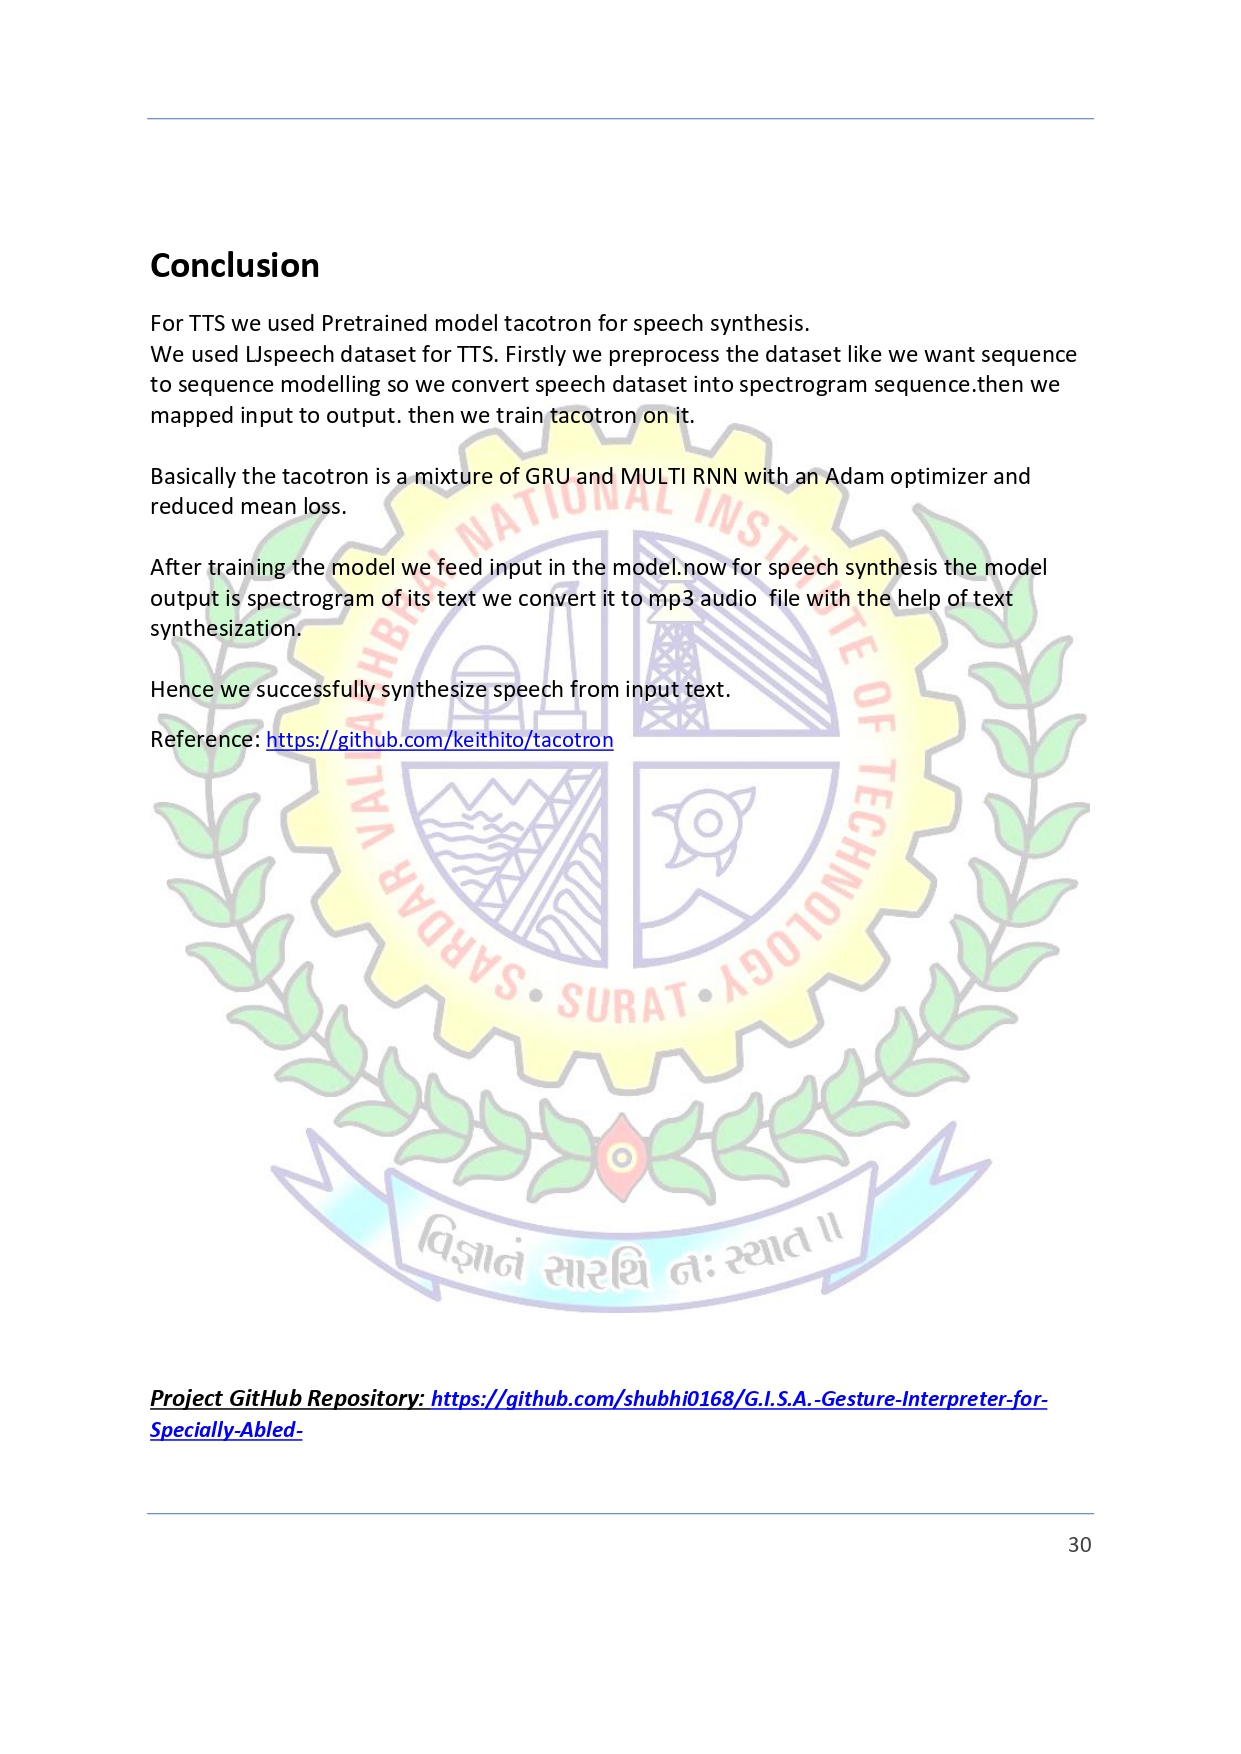 Conclusion
For TTS we used Pretrained model tacotron for speech synthesis.
We used LJspeech dataset for TTS. Firstly we preprocess the dataset like we want sequence
to sequence modelling so we convert speech dataset into spectrogram sequence.then we
mapped input to output. then we train tacotron on it.
Basically the tacotron is a mixture of GRU and MULTI RNN with an Adam optimizer and
reduced mean loss.
After training the model we feed input in the model.now for speech synthesis the model
output is spectrogram of its text we convert it to mp3 audio  file with the help of text
synthesization.
Hence we successfully synthesize speech from input text.
Reference: https://github.com/keithito/tacotron
SARDAR VALLABHBHAI NATIONAL INSTITUTE OF TECHNOLOGY
• SURAT •
વિજ્ઞાનં સારથિ નઃ સ્યાત ॥
Project GitHub Repository: https://github.com/shubhi0168/G.I.S.A.-Gesture-Interpreter-for-
Specially-Abled-
30